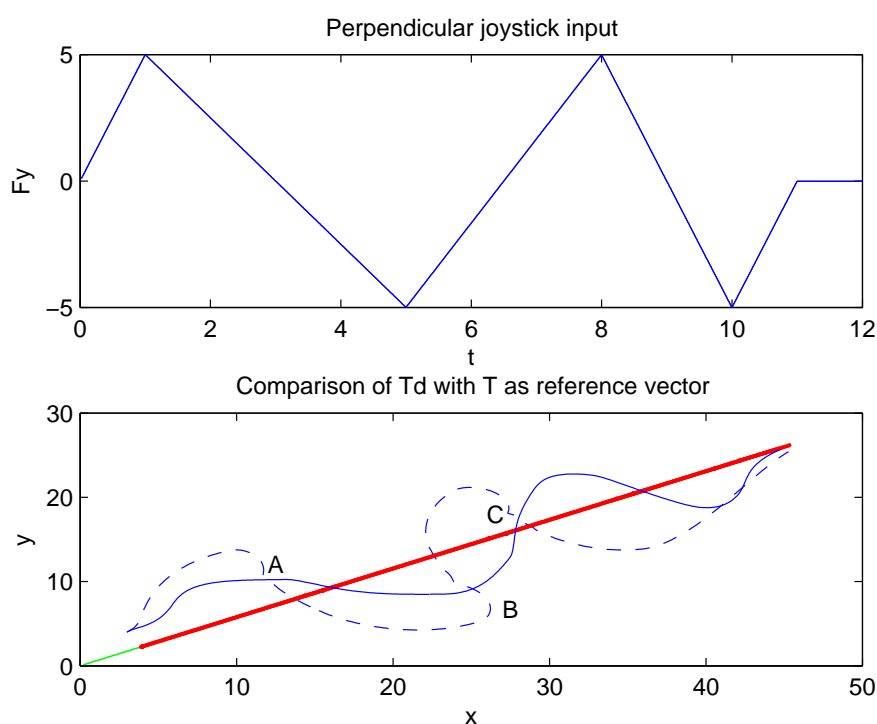 Perpendicular joystick input
5
0
−5
Fy
0 2 4 6 8 10 12
t
Comparison of Td with T as reference vector
30
20
10
0
y
A
B
C
0 10 20 30 40 50
x